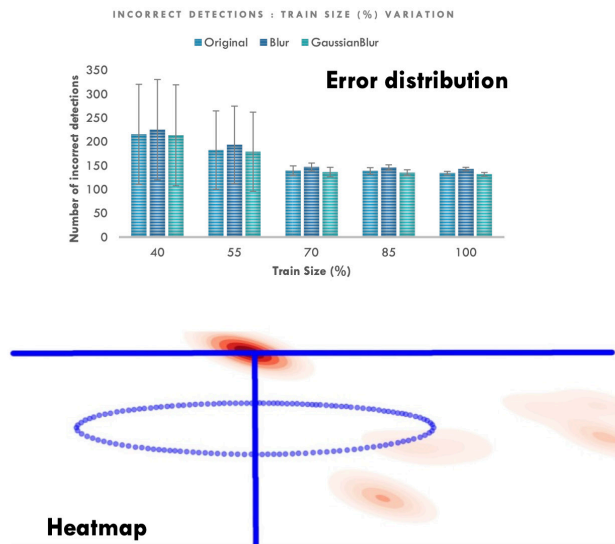 INCORRECT DETECTIONS : TRAIN SIZE (%) VARIATION
Original Blur GaussianBlur
Error distribution
Number of incorrect detections
350
300
250
200
150
100
50
0
40 55 70 85 100
Train Size (%)
Heatmap